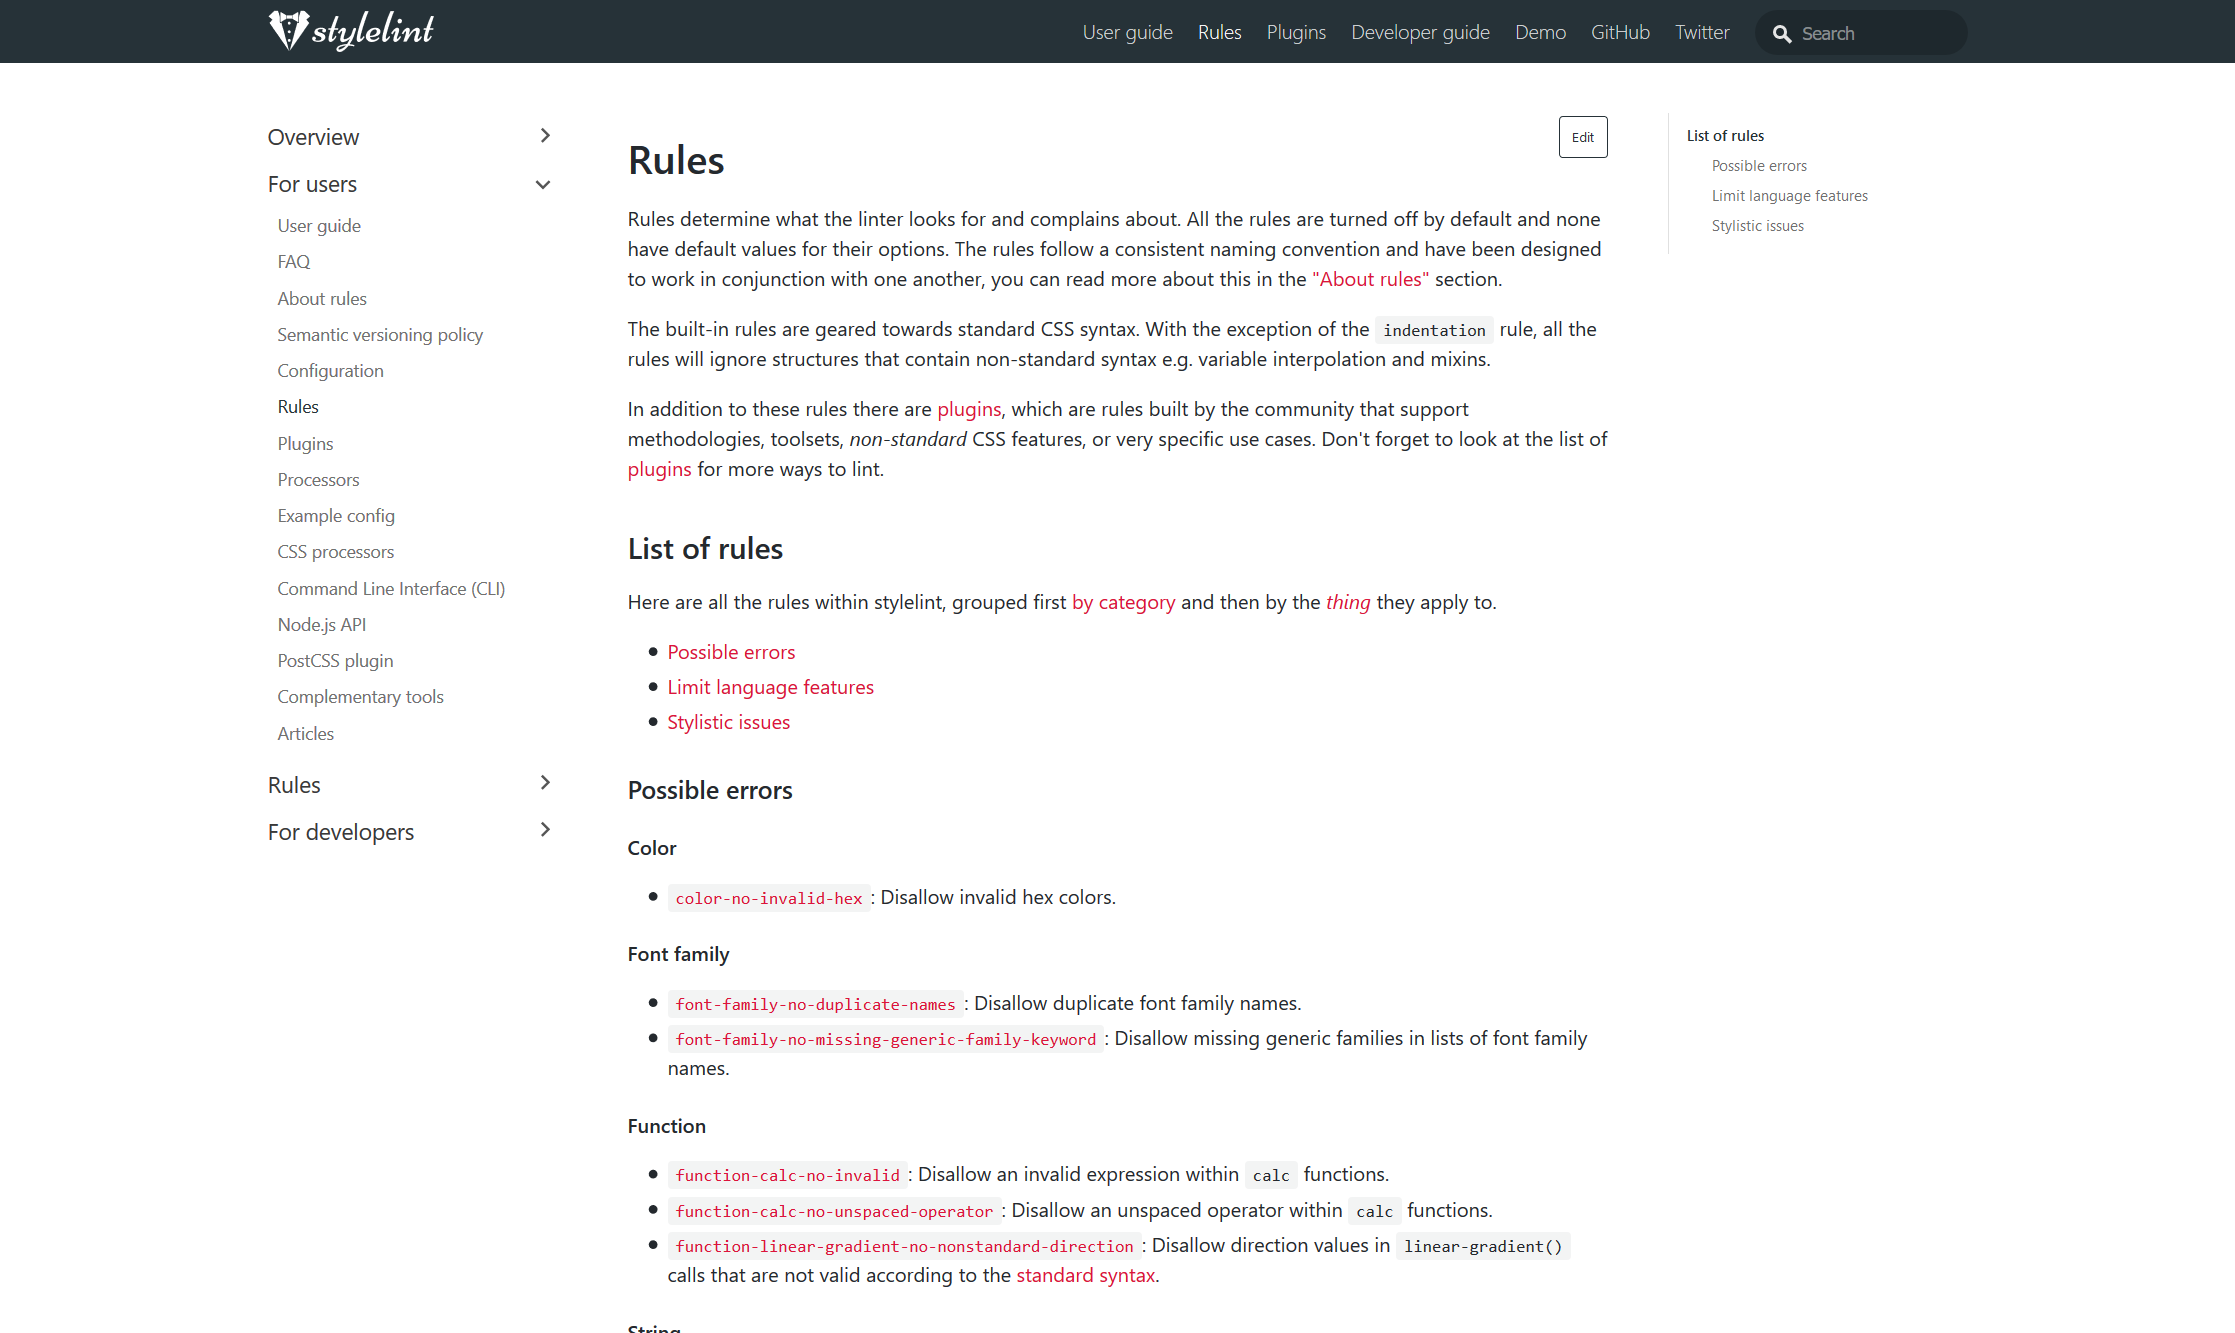 stylelint
User guide
Rules
Plugins
Developer guide
Demo
GitHub
Twitter
Search
Overview
For users
User guide
FAQ
About rules
Semantic versioning policy
Configuration
Rules
Plugins
Processors
Example config
CSS processors
Command Line Interface (CLI)
Node.js API
PostCSS plugin
Complementary tools
Articles
Rules
For developers
Edit
Rules
Rules determine what the linter looks for and complains about. All the rules are turned off by default and none
have default values for their options. The rules follow a consistent naming convention and have been designed
to work in conjunction with one another, you can read more about this in the "About rules" section.
The built-in rules are geared towards standard CSS syntax. With the exception of the indentation rule, all the
rules will ignore structures that contain non-standard syntax e.g. variable interpolation and mixins.
In addition to these rules there are plugins, which are rules built by the community that support
methodologies, toolsets, non-standard CSS features, or very specific use cases. Don't forget to look at the list of
plugins for more ways to lint.
List of rules
Here are all the rules within stylelint, grouped first by category and then by the thing they apply to.
Possible errors
Limit language features
Stylistic issues
Possible errors
Color
color-no-invalid-hex: Disallow invalid hex colors.
Font family
font-family-no-duplicate-names: Disallow duplicate font family names.
font-family-no-missing-generic-family-keyword: Disallow missing generic families in lists of font family
names.
Function
function-calc-no-invalid: Disallow an invalid expression within calc functions.
function-calc-no-unspaced-operator: Disallow an unspaced operator within calc functions.
function-linear-gradient-no-nonstandard-direction: Disallow direction values in linear-gradient()
calls that are not valid according to the standard syntax.
String
List of rules
Possible errors
Limit language features
Stylistic issues